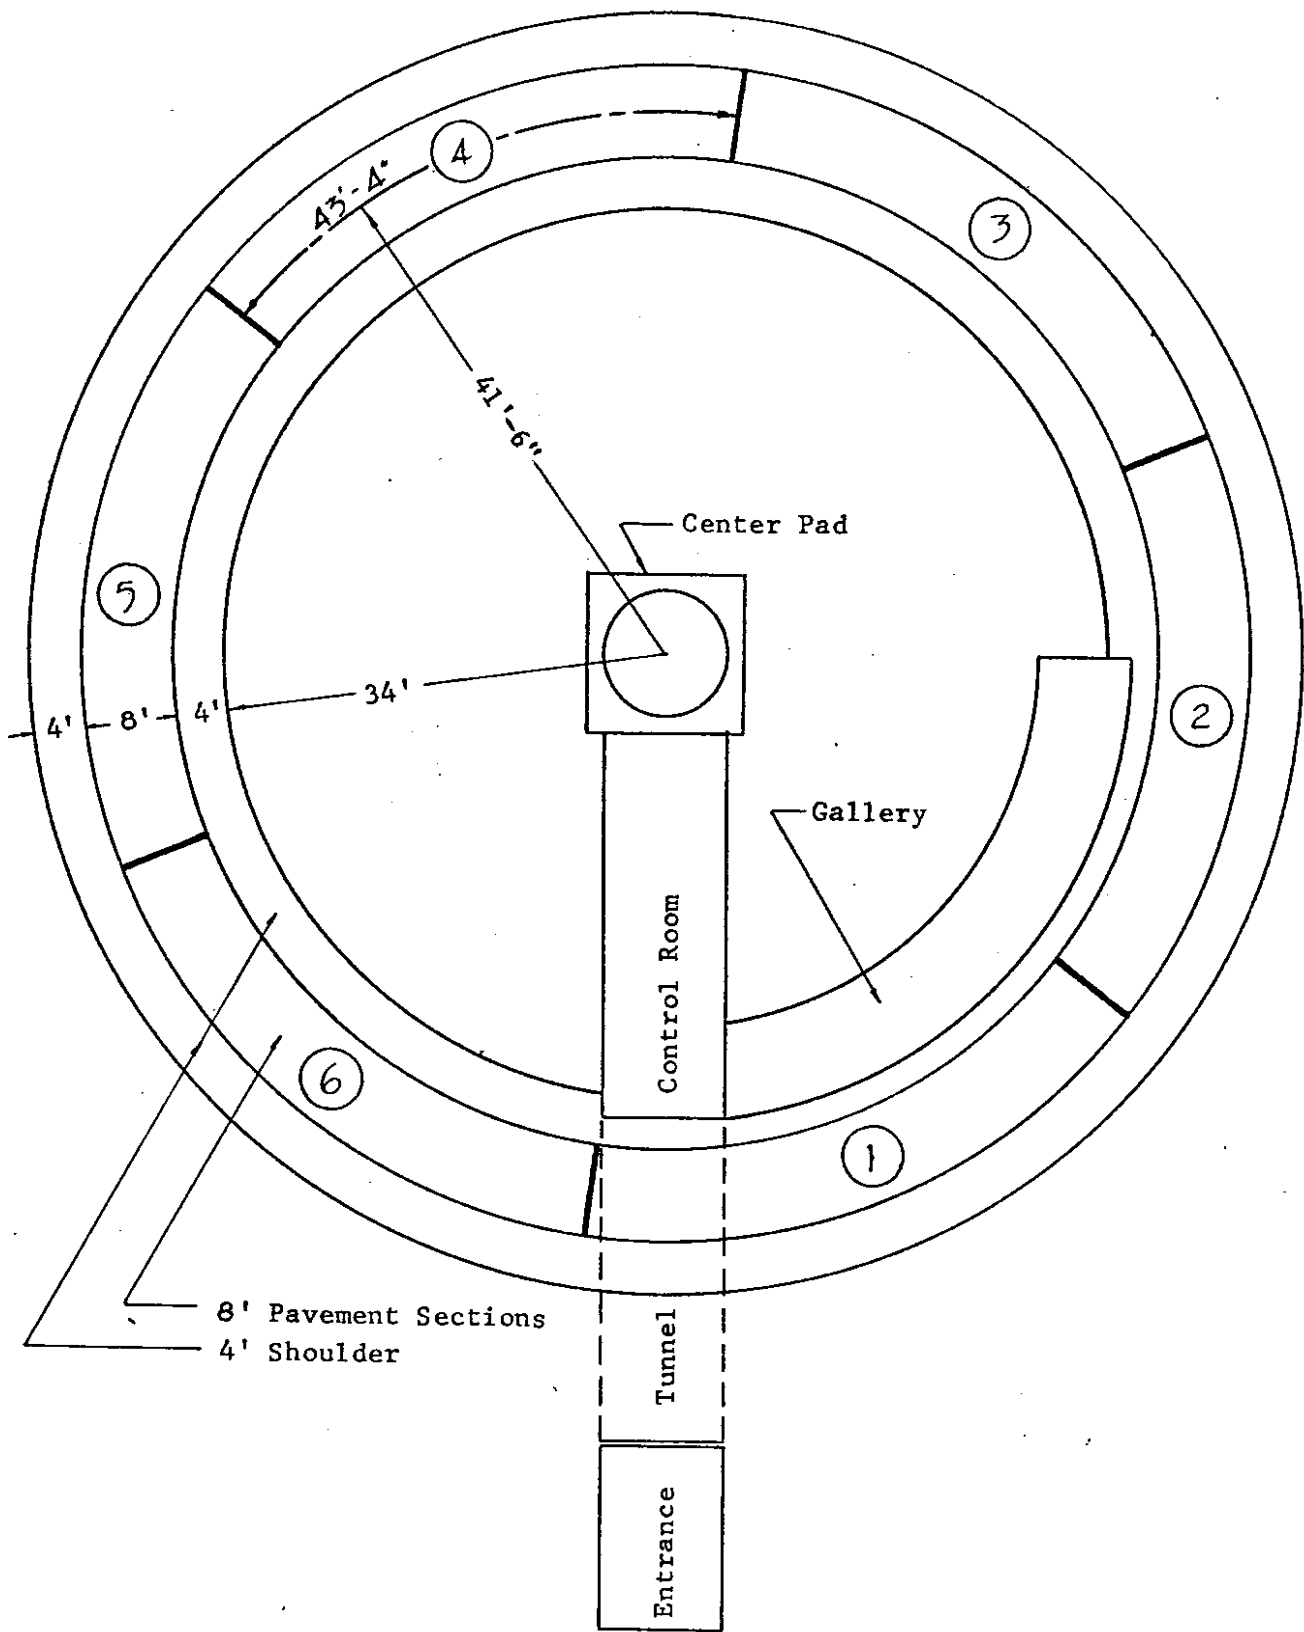 4
43'-4"
3
41'-6"
Center Pad
5
34'
4' 8' 4'
2
Gallery
Control Room
6
1
8' Pavement Sections
4' Shoulder
Tunnel
Entrance